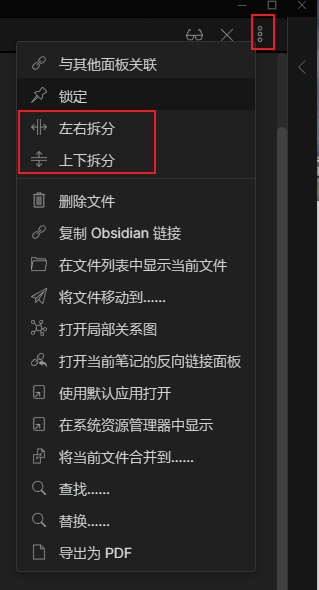 与其他面板关联
锁定
左右拆分
上下拆分
删除文件
复制 Obsidian 链接
在文件列表中显示当前文件
将文件移动到......
打开局部关系图
打开当前笔记的反向链接面板
使用默认应用打开
在系统资源管理器中显示
将当前文件合并到......
查找......
替换......
导出为 PDF